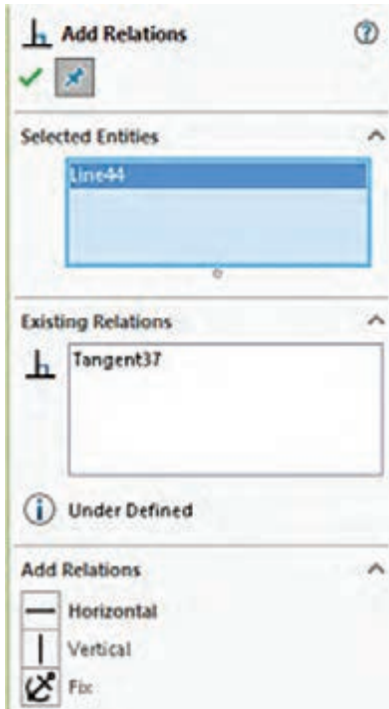 Add Relations
Selected Entities
Line44
Existing Relations
Tangent37
Under Defined
Add Relations
Horizontal
Vertical
Fix